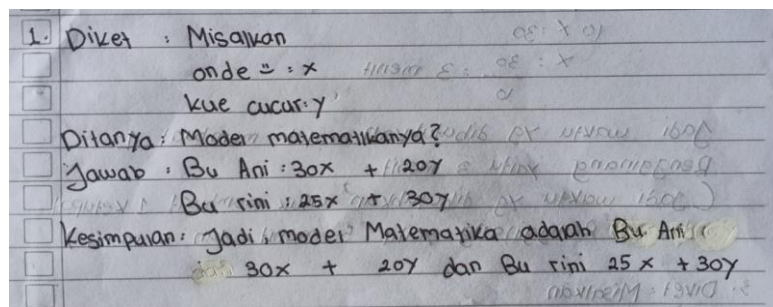 1. Diket : Misalkan
onde = : x
kue cucur : y
Ditanya : Model matematikanya?
Jawab : Bu Ani : 30x + 20y
Bu rini : 25x + 30y
Kesimpulan : Jadi, model Matematika adalah Bu Ani :
30x + 20y dan Bu rini 25x + 30y